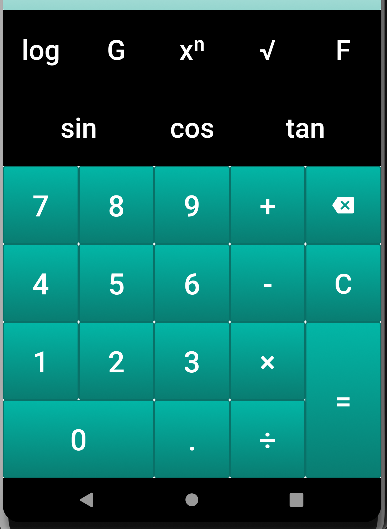 log G xⁿ √ F
sin cos tan
7 8 9 +
4 5 6 - C
1 2 3 ×
=
0 . ÷